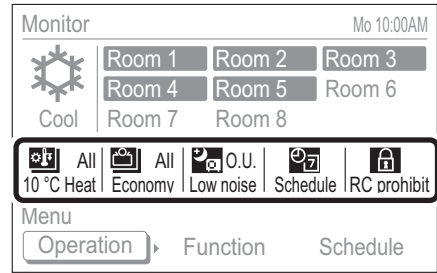 Monitor Mo 10:00AM
Room 1 Room 2 Room 3
Room 4 Room 5 Room 6
Cool Room 7 Room 8
All All O.U. 7
10 °C Heat Economy Low noise Schedule RC prohibit
Menu
Operation Function Schedule